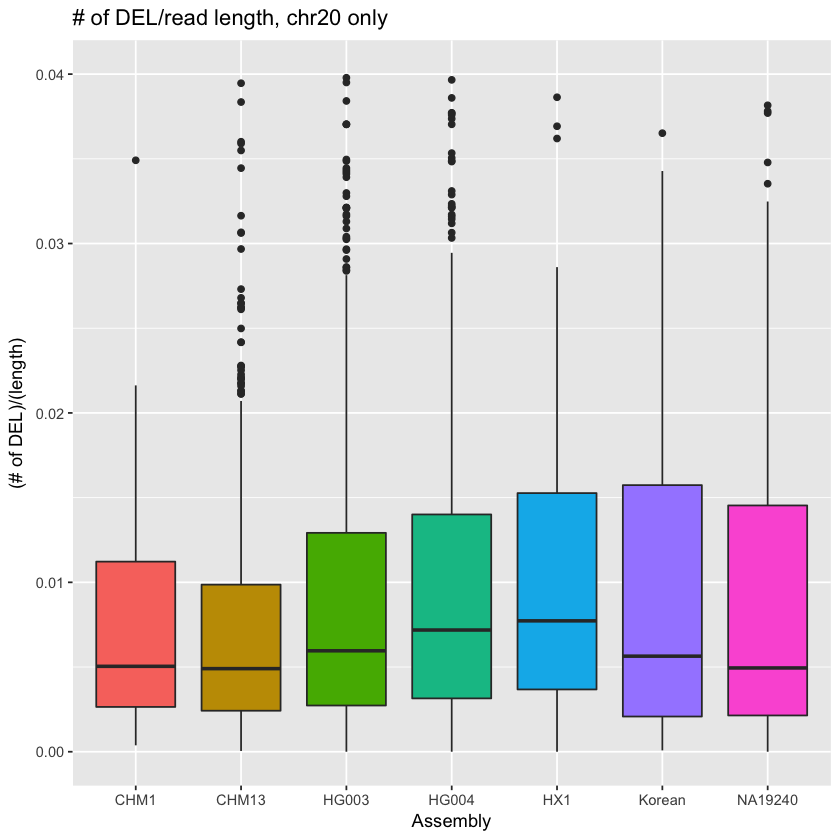 # of DEL/read length, chr20 only
0.04
0.03
0.02
0.01
0.00
(# of DEL)/(length)
CHM1 CHM13 HG003 HG004 HX1 Korean NA19240
Assembly